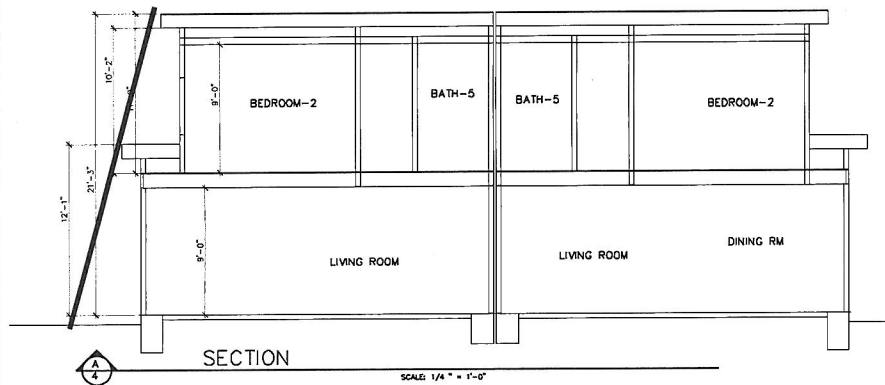 10'-2"
9'-0"
BEDROOM-2
BATH-5
BATH-5
BEDROOM-2
12'-1"
21'-3"
9'-0"
LIVING ROOM
LIVING ROOM
DINING RM
A
4
SECTION
SCALE: 1/4 " = 1'-0"